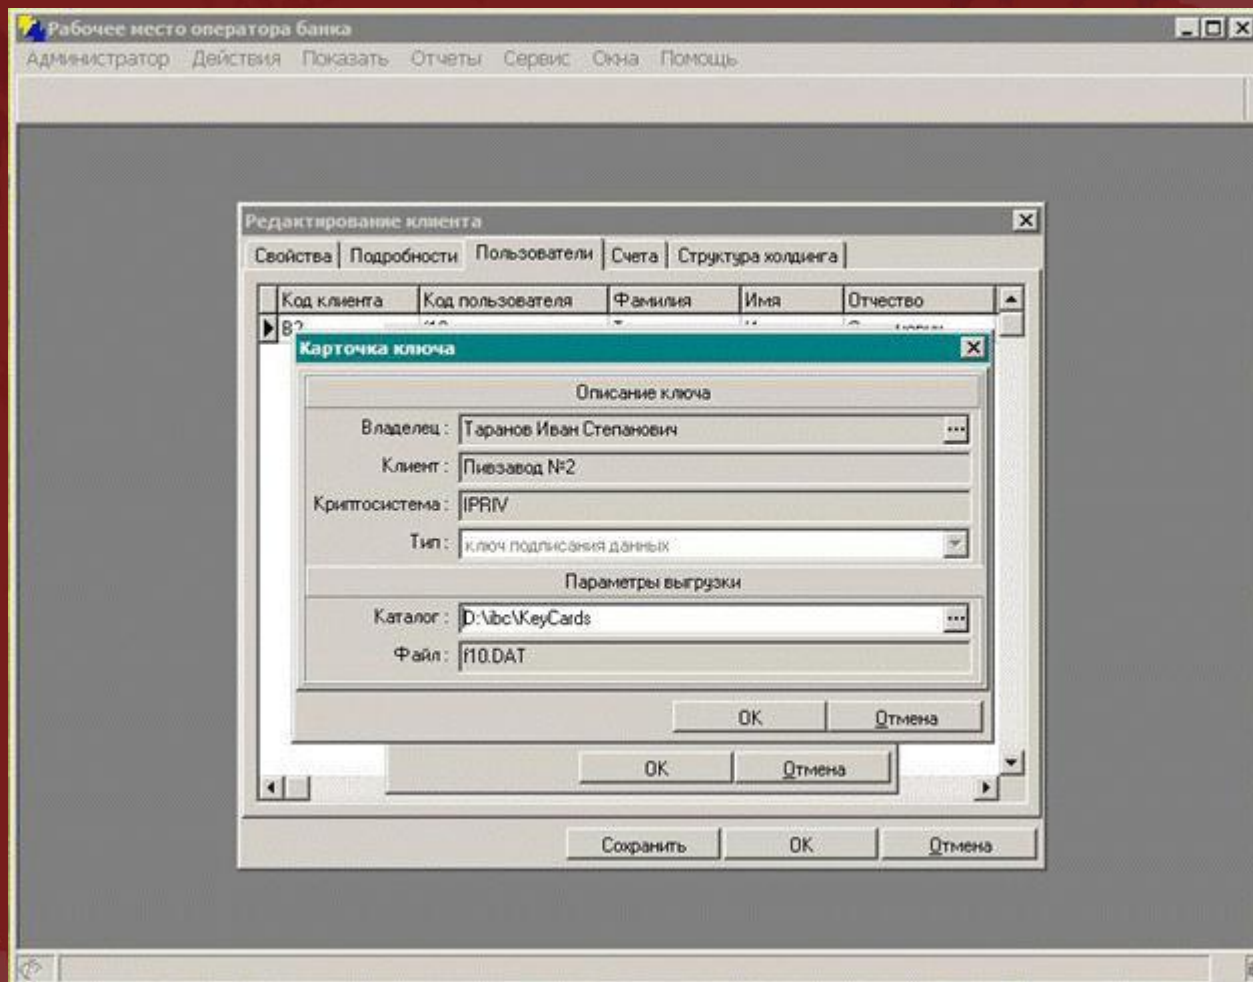 Рабочее место оператора банка
Администратор Действия Показать Отчеты Сервис Окна Помощь
Редактирование клиента
Свойства Подробности Пользователи Счета Структура холдинга
Код клиента Код пользователя Фамилия Имя Отчество
Карточка ключа
Описание ключа
Владелец : Таранов Иван Степанович
Клиент : Пивзавод №2
Криптосистема : IPRIV
Тип : ключ подписания данных
Параметры выгрузки
Каталог : D:\ibc\KeyCards
Файл : f10.DAT
OK Отмена
OK Отмена
Сохранить OK Отмена